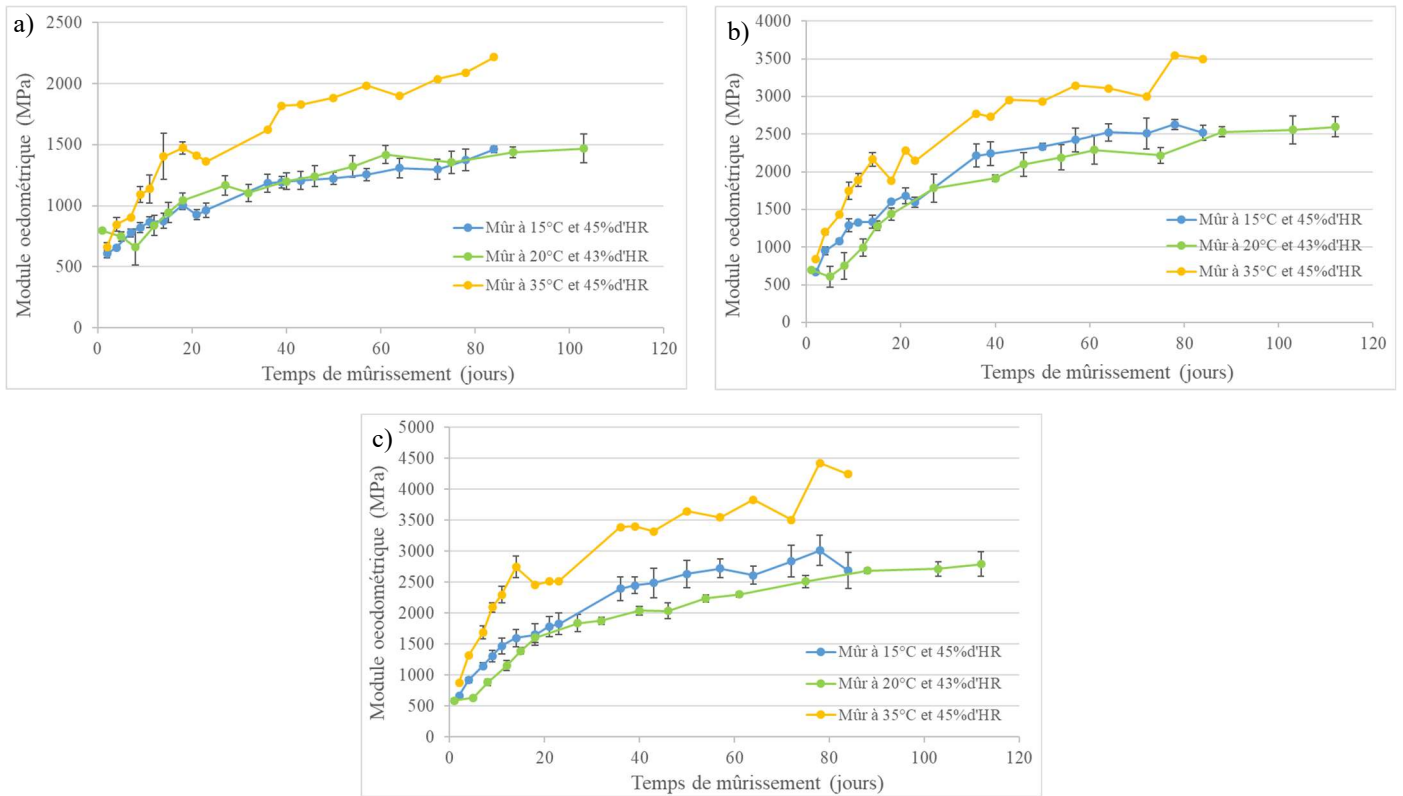 a)
Module oedométrique (MPa)
2500
2000
1500
1000
500
0
0 20 40 60 80 100 120
Temps de mûrissement (jours)
Mûr à 15°C et 45%d'HR
Mûr à 20°C et 43%d'HR
Mûr à 35°C et 45%d'HR
b)
Module oedométrique (MPa)
4000
3500
3000
2500
2000
1500
1000
500
0
0 20 40 60 80 100 120
Temps de mûrissement (jours)
Mûr à 15°C et 45%d'HR
Mûr à 20°C et 43%d'HR
Mûr à 35°C et 45%d'HR
c)
Module oeodométrique (MPa)
5000
4500
4000
3500
3000
2500
2000
1500
1000
500
0
0 20 40 60 80 100 120
Temps de mûrissement (jours)
Mûr à 15°C et 45%d'HR
Mûr à 20°C et 43%d'HR
Mûr à 35°C et 45%d'HR